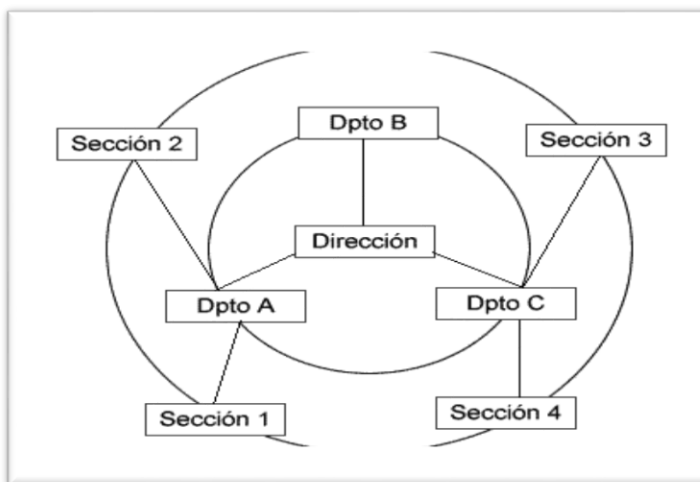 Dpto B
Sección 2
Sección 3
Dirección
Dpto A
Dpto C
Sección 1
Sección 4